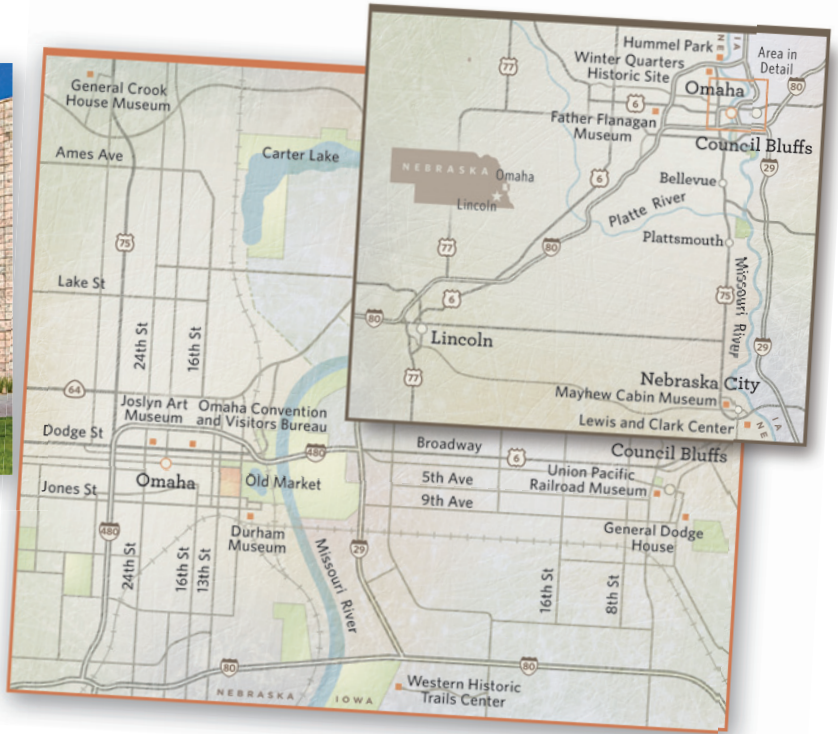 General Crook
House Museum
Ames Ave
Carter Lake
75
Lake St
24th St
16th St
64
Joslyn Art
Museum
Omaha Convention
and Visitors Bureau
Dodge St
480
Omaha
Old Market
Jones St
Durham
Museum
480
24th St
16th St
13th St
Missouri River
29
80
NEBRASKA
IOWA
Broadway
6
Council Bluffs
5th Ave
9th Ave
Union Pacific
Railroad Museum
General Dodge
House
16th St
8th St
80
Western Historic
Trails Center
77
Hummel Park
NE
IA
Area in
Detail
Winter Quarters
Historic Site
80
Omaha
6
Father Flanagan
Museum
Council Bluffs
29
NEBRASKA
Omaha
Lincoln
6
Bellevue
Platte River
77
80
Plattsmouth
6
75
Missouri River
80
Lincoln
29
77
Nebraska City
Mayhew Cabin Museum
Lewis and Clark Center
NE
IA